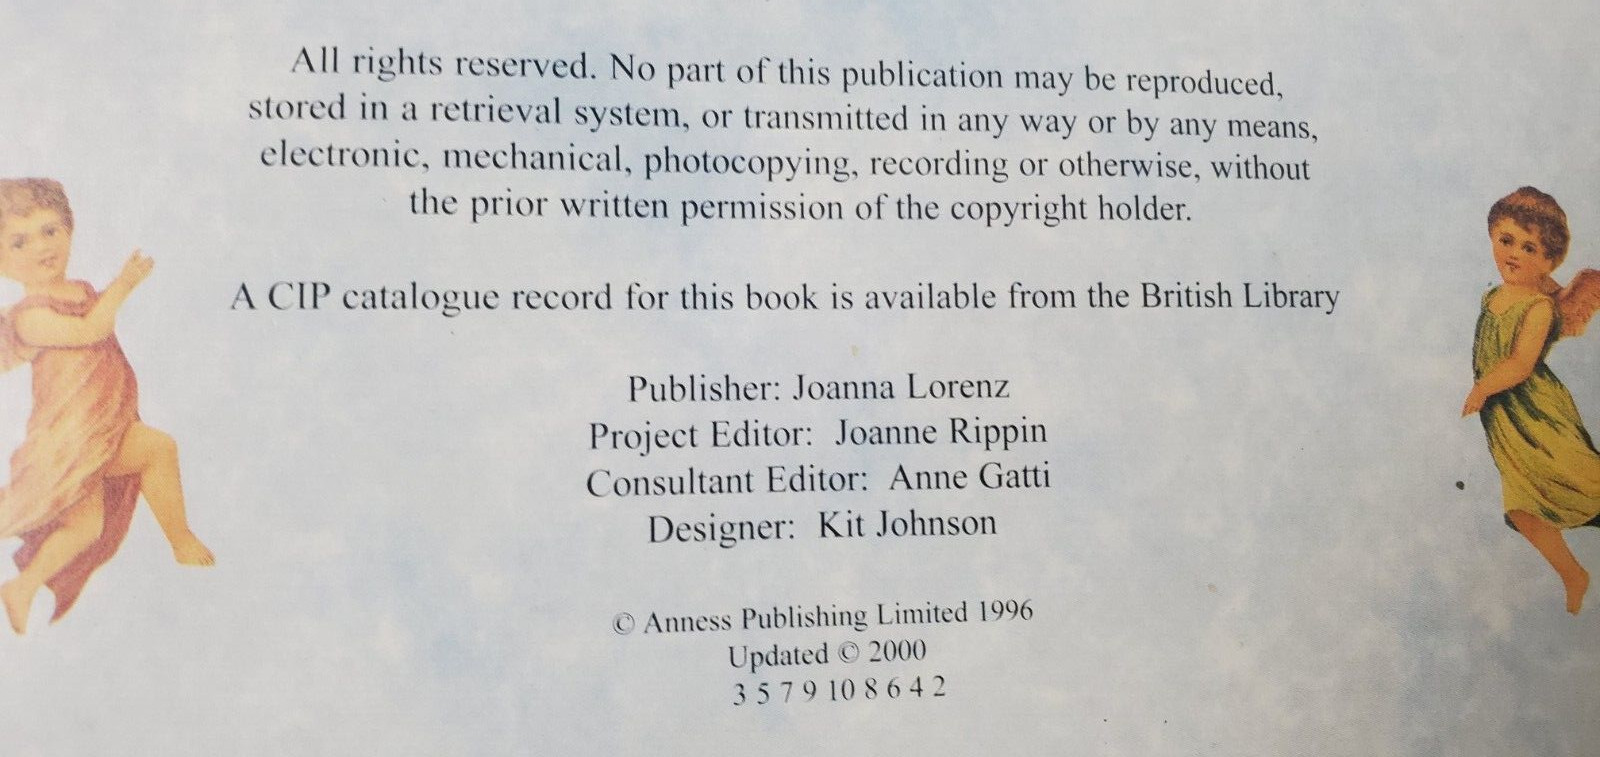 All rights reserved. No part of this publication may be reproduced,
stored in a retrieval system, or transmitted in any way or by any means,
electronic, mechanical, photocopying, recording or otherwise, without
the prior written permission of the copyright holder.
A CIP catalogue record for this book is available from the British Library
Publisher: Joanna Lorenz
Project Editor: Joanne Rippin
Consultant Editor: Anne Gatti
Designer: Kit Johnson
© Anness Publishing Limited 1996
Updated © 2000
3 5 7 9 10 8 6 4 2